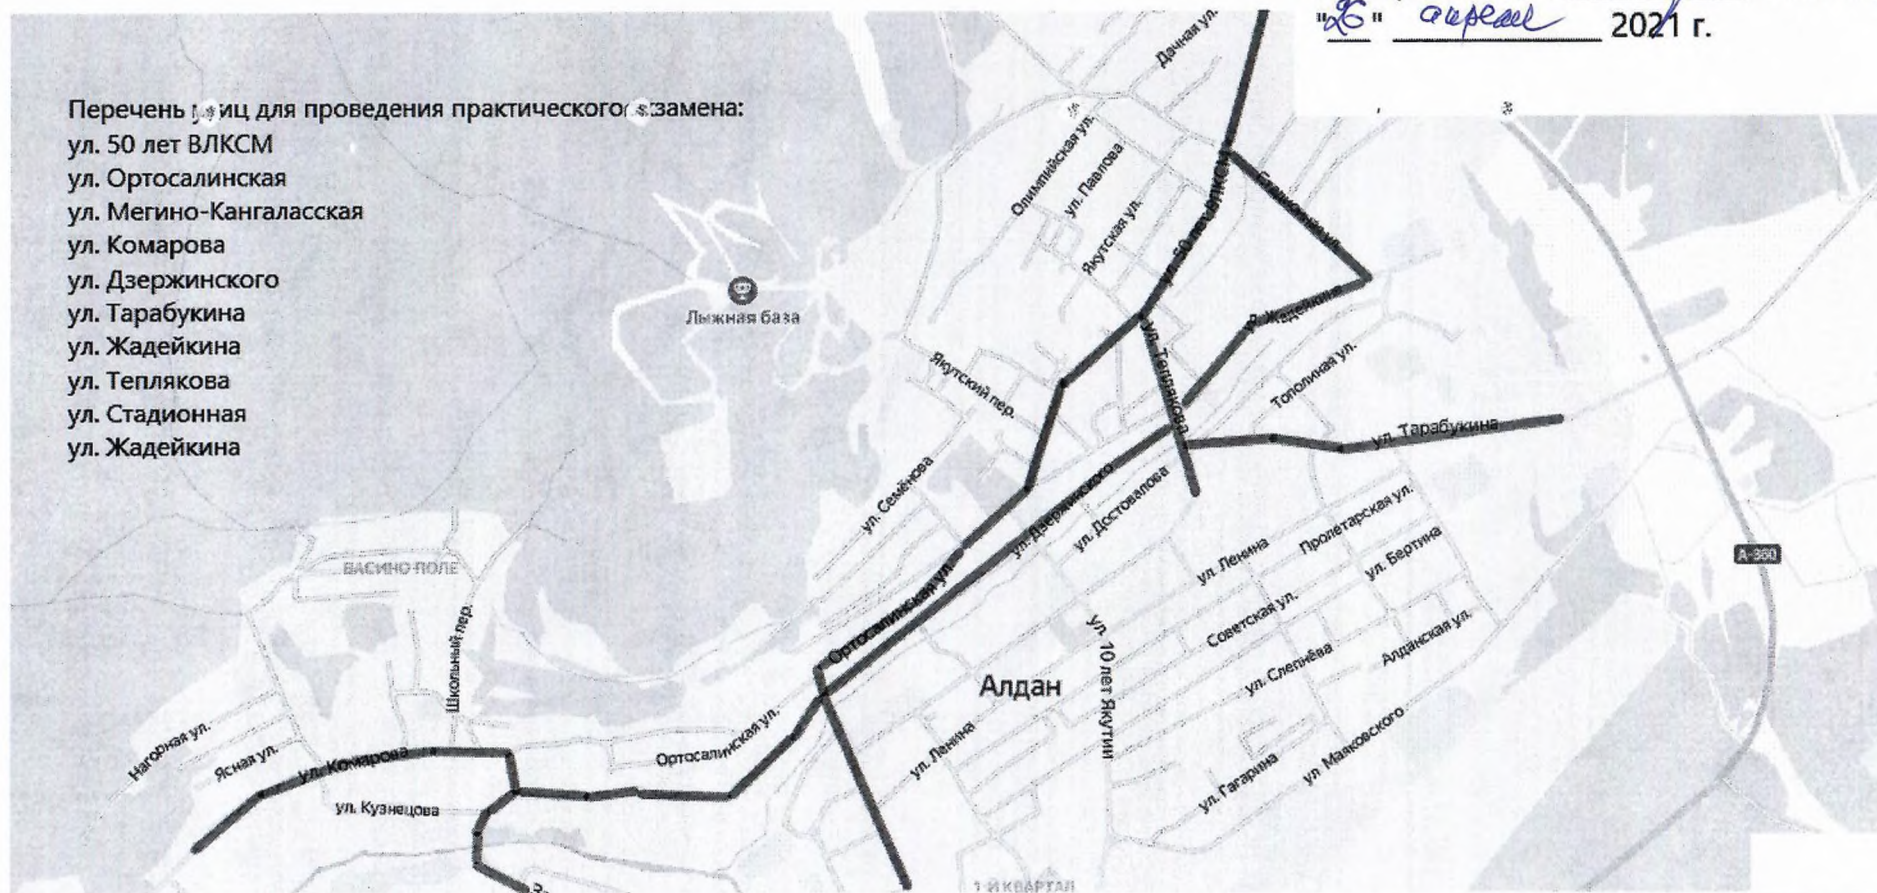 "26" апреля 2021 г.
Перечень улиц для проведения практического экзамена:
ул. 50 лет ВЛКСМ
ул. Ортосалинская
ул. Мегино-Кангаласская
ул. Комарова
ул. Дзержинского
ул. Тарабукина
ул. Жадейкина
ул. Теплякова
ул. Стадионная
ул. Жадейкина
Дачная ул.
Олимпийская ул.
ул. Павлова
Якутская ул.
ул. 50 лет ВЛКСМ
Стадионная ул.
ул. Жадейкина
Лыжная база
ул. Теплякова
Якутский пер.
Тополиная ул.
ул. Тарабукина
ул. Семёнова
ул. Дзержинского
ул. Достовалова
Пролетарская ул.
ул. Ленина
ул. Бертина
А-360
ВАСИНО ПОЛЕ
Школьный пер.
Ортосалинская ул.
Советская ул.
ул. 10 лет Якутии
ул. Слепнёва
Алданская ул.
Алдан
Нагорная ул.
Ясная ул.
ул. Комарова
Ортосалинская ул.
ул. Ленина
ул. Гагарина
ул. Маяковского
ул. Кузнецова
1-Й КВАРТАЛ